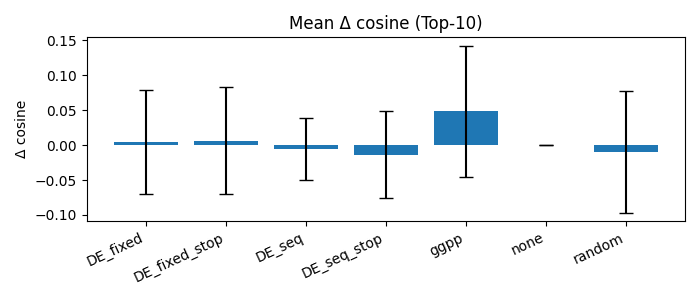 Mean Δ cosine (Top-10)
Δ cosine
0.15
0.10
0.05
0.00
−0.05
−0.10
DE_fixed
DE_fixed_stop
DE_seq
DE_seq_stop
ggpp
none
random